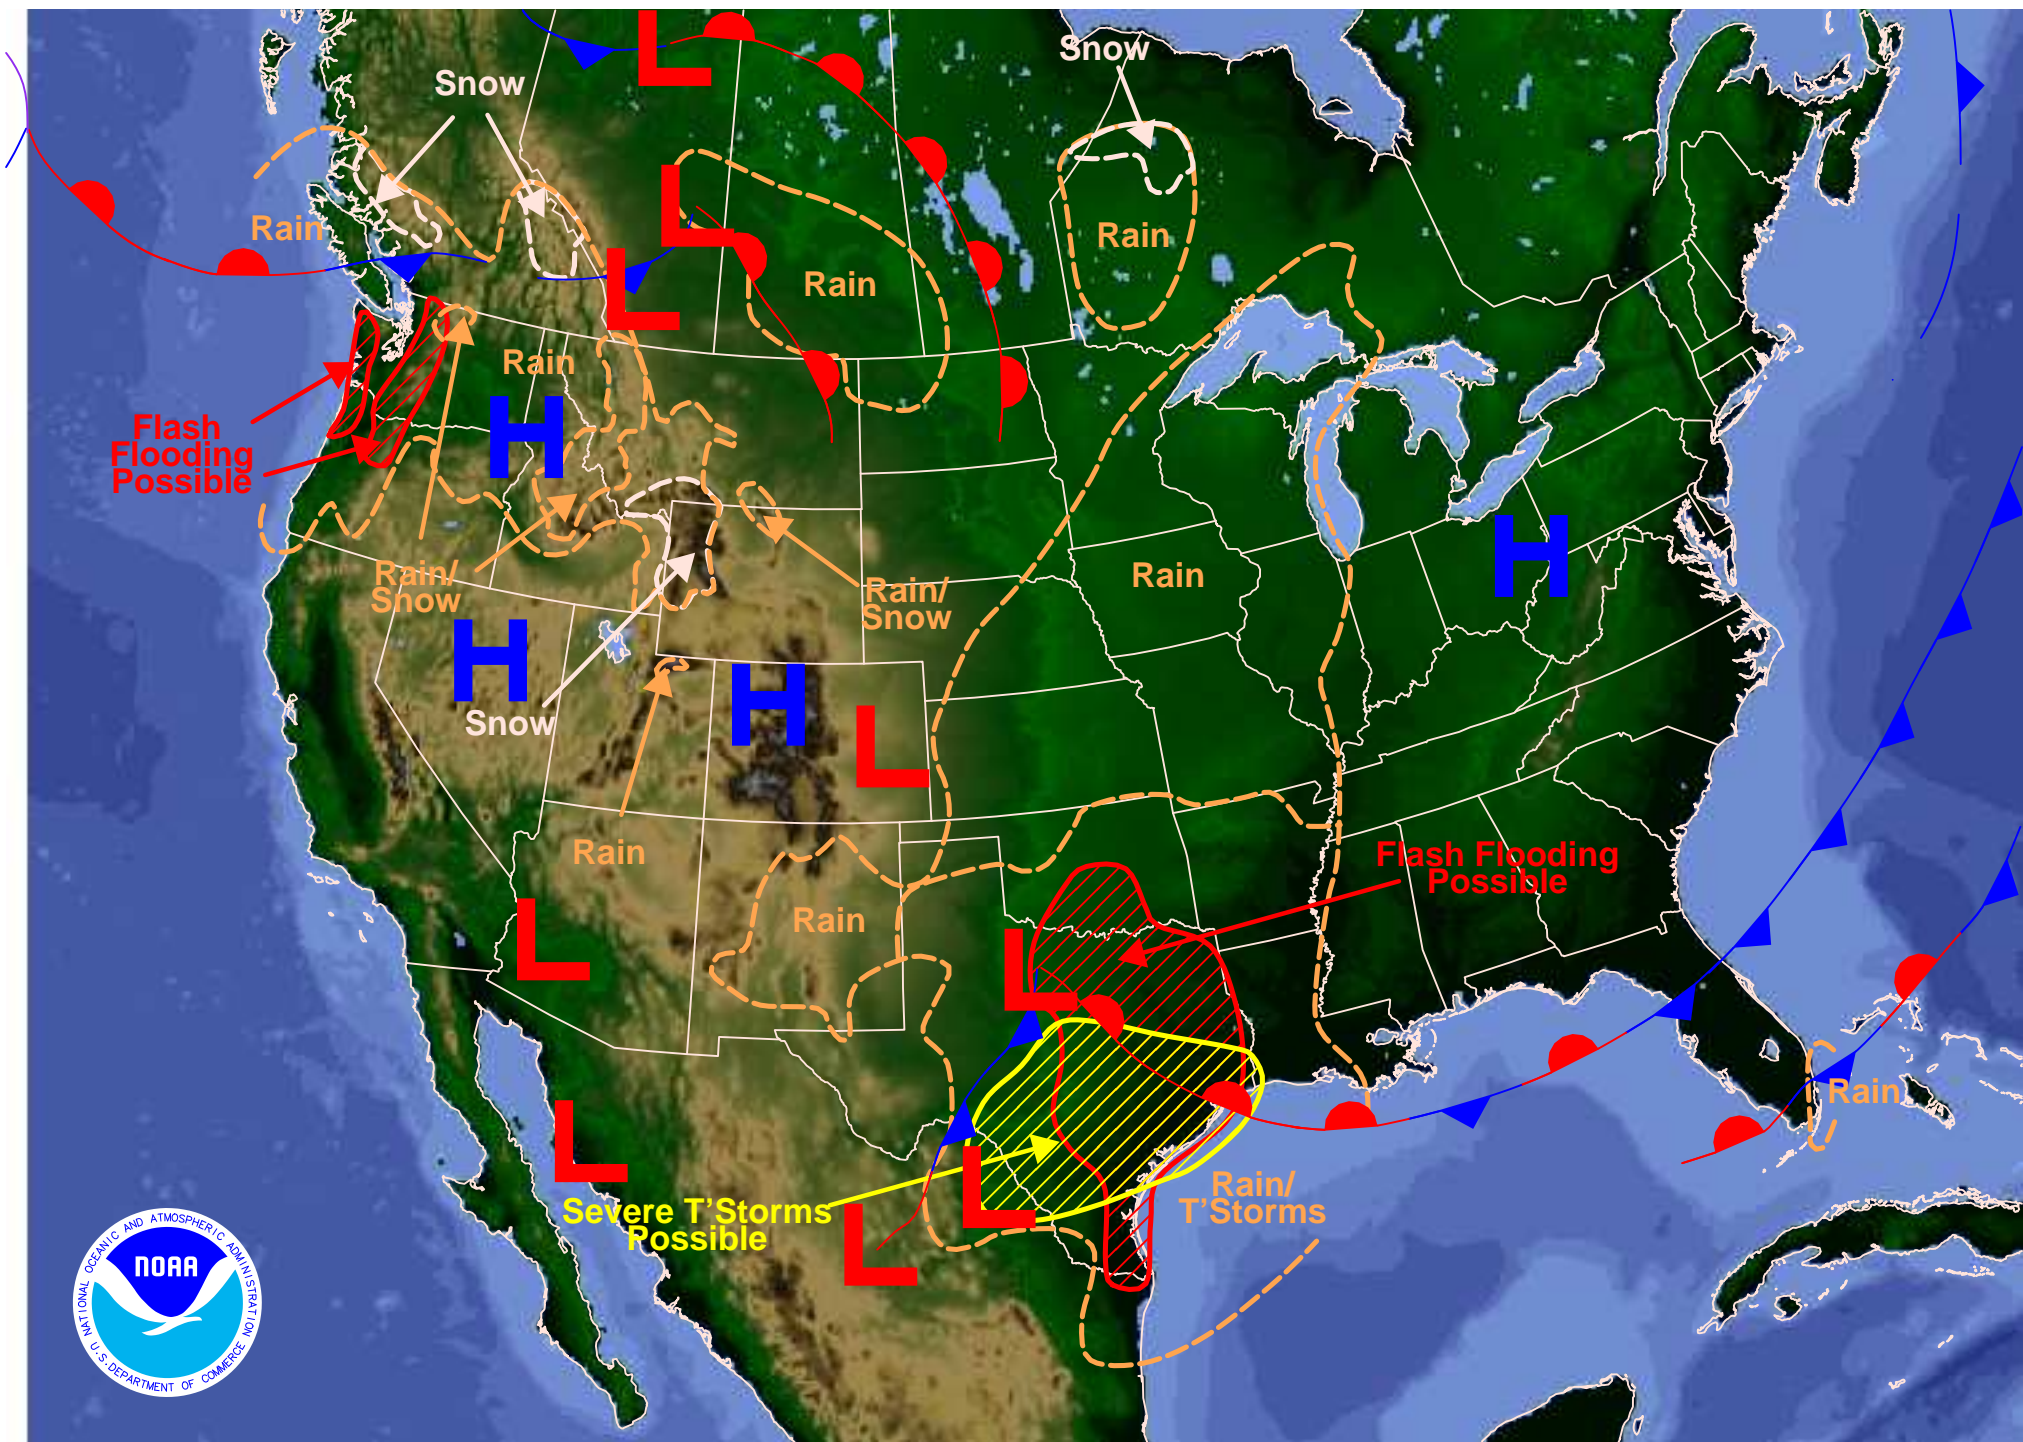 Snow
Snow
Rain
Rain
Rain
Rain
Flash
Flooding
Possible
Rain/
Snow
Rain
Rain/
Snow
H
H
H
H
Snow
Rain
Rain
Flash Flooding
Possible
L
L
L
L
L
L
L
L
L
Rain
Rain/
T'Storms
Severe T'Storms
Possible
NATIONAL OCEANIC AND ATMOSPHERIC ADMINISTRATION
NOAA
U.S. DEPARTMENT OF COMMERCE